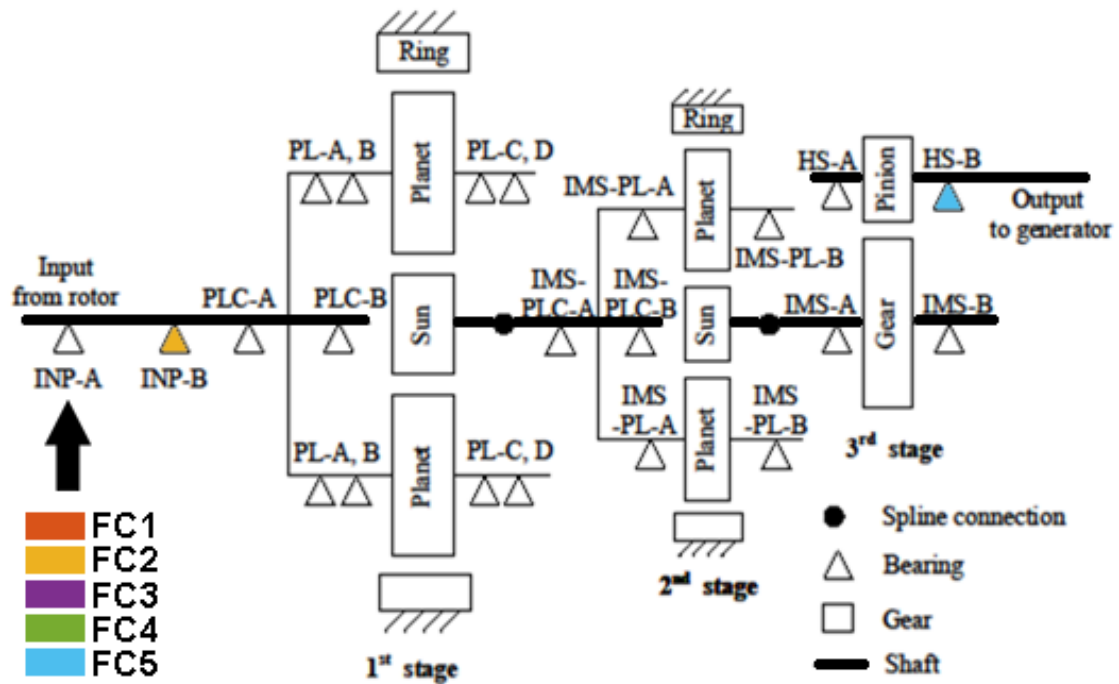 Ring
Planet
PL-A, B
PL-C, D
Ring
Planet
IMS-PL-A
IMS-PL-B
HS-A
Pinion
HS-B
Output
to generator
Input
from rotor
PLC-A
PLC-B
Sun
IMS-
PLC-A
IMS-
PLC-B
Sun
IMS-A
Gear
IMS-B
INP-A
INP-B
PL-A, B
Planet
PL-C, D
IMS
-PL-A
Planet
IMS
-PL-B
3rd stage
2nd stage
1st stage
FC1
FC2
FC3
FC4
FC5
Spline connection
Bearing
Gear
Shaft